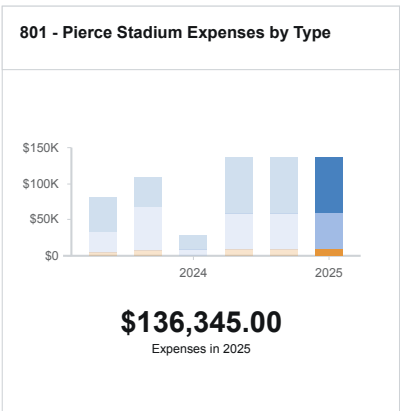 801 - Pierce Stadium Expenses by Type
$150K
$100K
$50K
$0
2024
2025
$136,345.00
Expenses in 2025